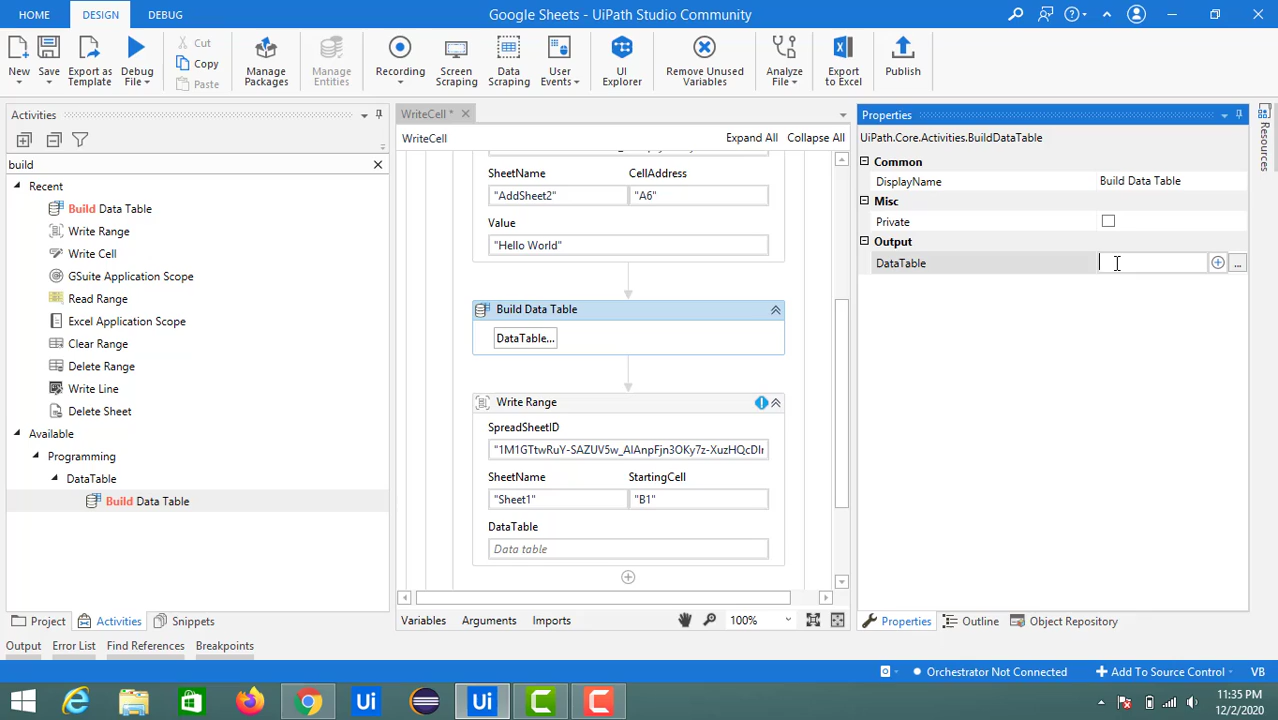 HOME DESIGN DEBUG Google Sheets - UiPath Studio Community
New Save Export as Template Debug File Cut Copy Paste Manage Packages Manage Entities Recording Screen Scraping Data Scraping User Events UI Explorer Remove Unused Variables Analyze File Export to Excel Publish
Activities
build
Recent
Build Data Table
Write Range
Write Cell
GSuite Application Scope
Read Range
Excel Application Scope
Clear Range
Delete Range
Write Line
Delete Sheet
Available
Programming
DataTable
Build Data Table
Project Activities Snippets
WriteCell *
WriteCell Expand All Collapse All
SheetName CellAddress
"AddSheet2" "A6"
Value
"Hello World"
Build Data Table
DataTable...
Write Range
SpreadSheetID
SheetName StartingCell
"Sheet1" "B1"
DataTable
Data table
Variables Arguments Imports 100%
Properties
UiPath.Core.Activities.BuildDataTable
Common
DisplayName Build Data Table
Misc
Private
Output
DataTable ...
Properties Outline Object Repository
Resources
Output Error List Find References Breakpoints
Orchestrator Not Connected Add To Source Control VB
Ui Ui
11:35 PM
12/2/2020